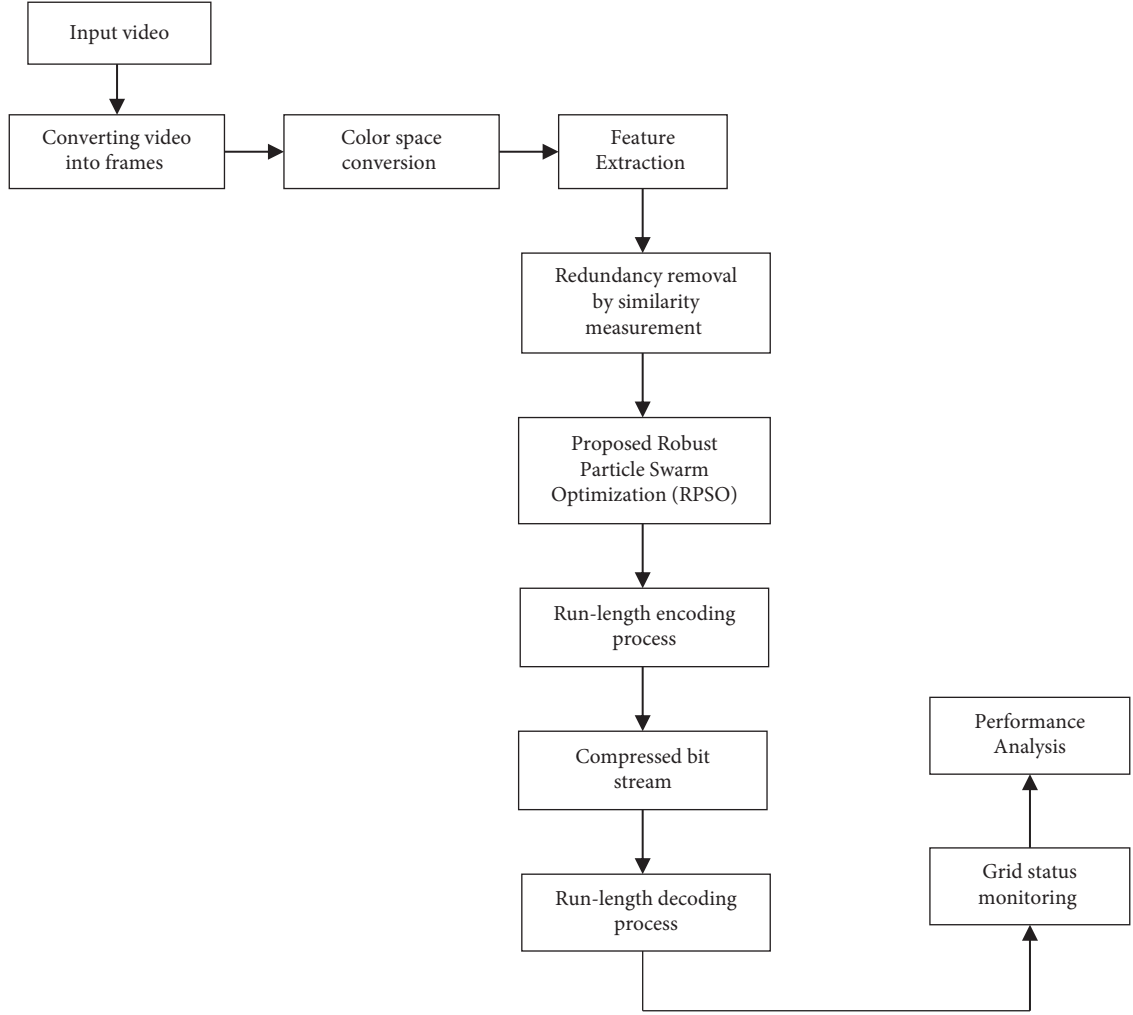 Input video
Converting video
into frames
Color space
conversion
Feature
Extraction
Redundancy removal
by similarity
measurement
Proposed Robust
Particle Swarm
Optimization (RPSO)
Run-length encoding
process
Compressed bit
stream
Run-length decoding
process
Grid status
monitoring
Performance
Analysis